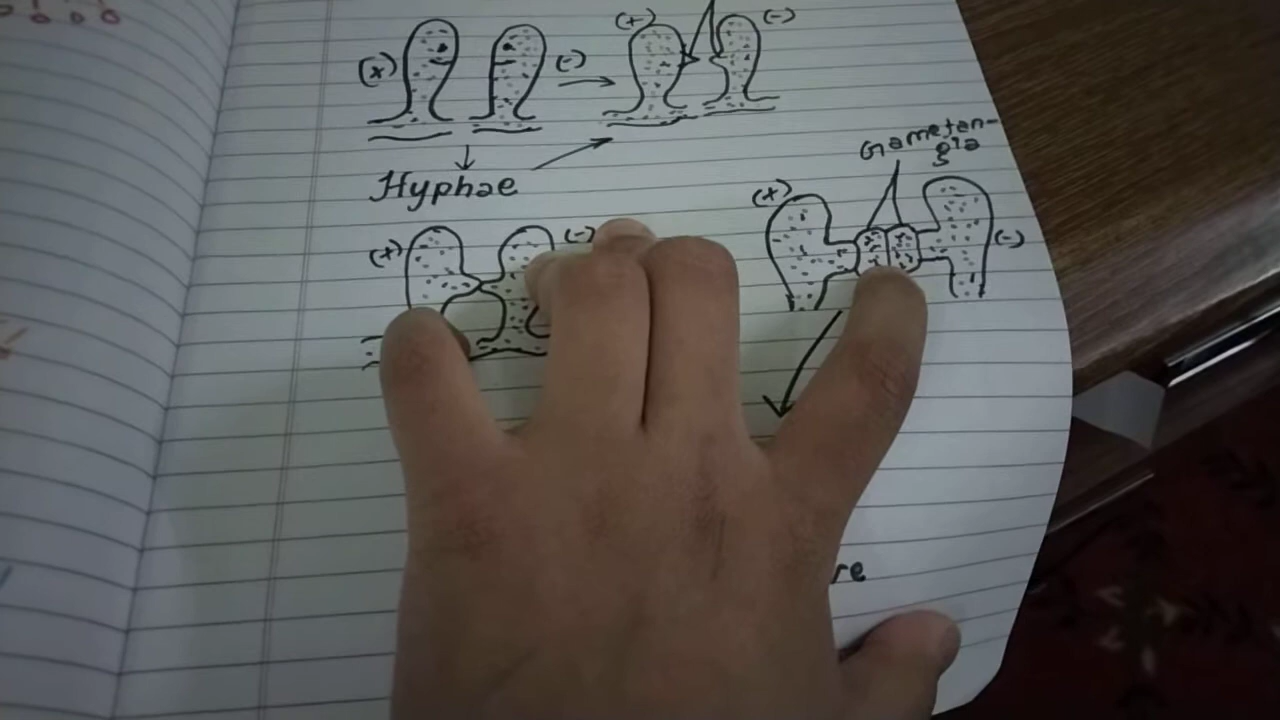 (x) (-) (+) (-)
Hyphae
Gametan-
gia
(+) (-) (x) (-)
re